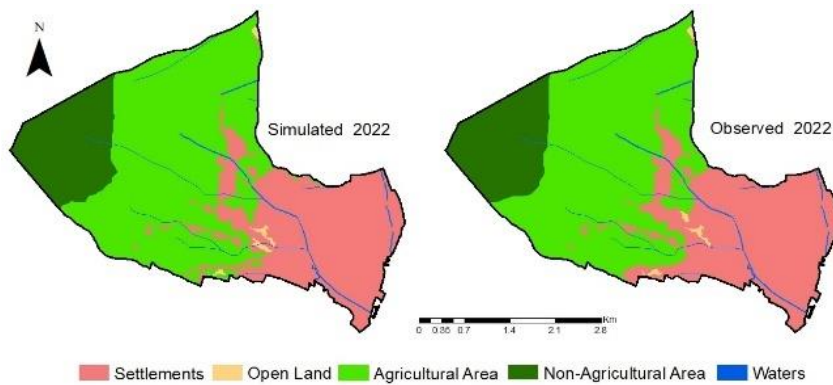 N
Simulated 2022
Observed 2022
Km
0 0.35 0.7 1.4 2.1 2.8
Settlements Open Land Agricultural Area Non-Agricultural Area Waters